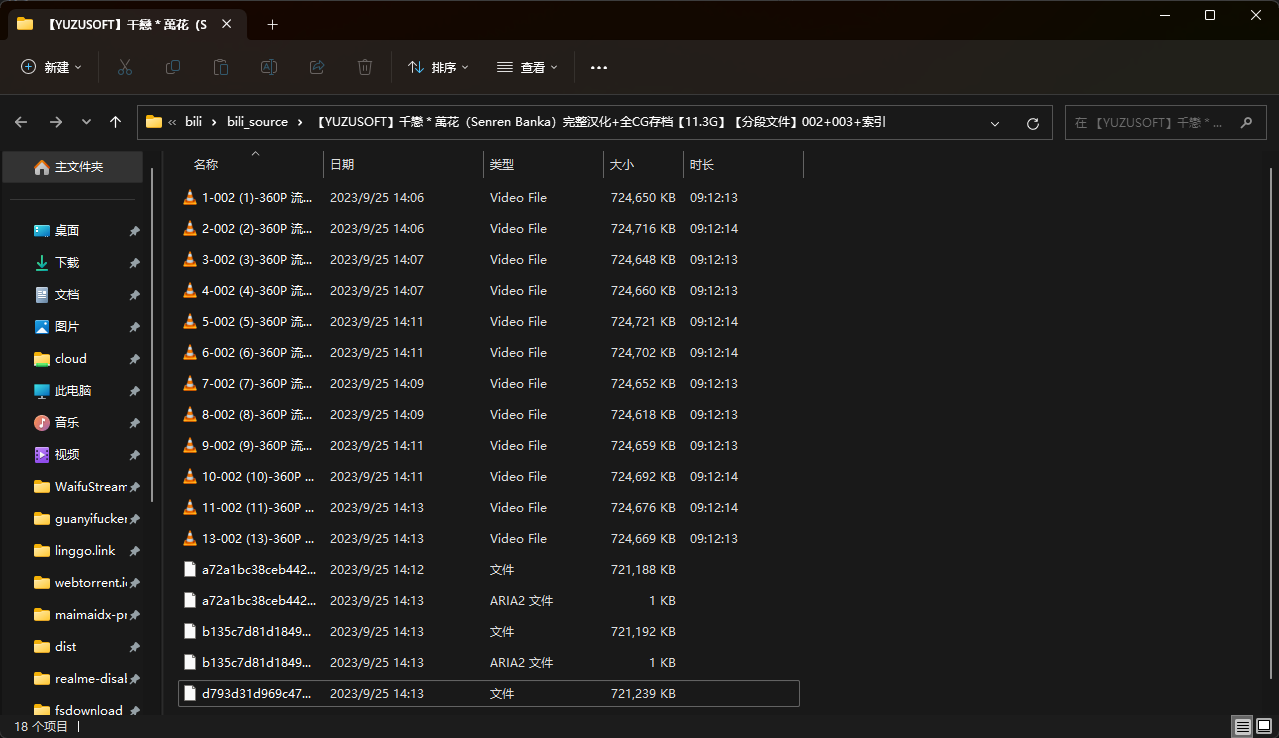 【YUZUSOFT】千戀＊萬花（S
新建
排序
查看
bili
bili_source
【YUZUSOFT】千戀＊萬花（Senren Banka）完整汉化+全CG存档【11.3G】【分段文件】002+003+索引
在 【YUZUSOFT】千戀＊...
主文件夹
桌面
下载
文档
图片
cloud
此电脑
音乐
视频
WaifuStream
guanyifucker
linggo.link
webtorrent.i
maimaidx-pr
dist
realme-disal
fsdownload
名称 日期 类型 大小 时长
1-002 (1)-360P 流... 2023/9/25 14:06 Video File 724,650 KB 09:12:13
2-002 (2)-360P 流... 2023/9/25 14:06 Video File 724,716 KB 09:12:14
3-002 (3)-360P 流... 2023/9/25 14:07 Video File 724,648 KB 09:12:13
4-002 (4)-360P 流... 2023/9/25 14:07 Video File 724,660 KB 09:12:13
5-002 (5)-360P 流... 2023/9/25 14:11 Video File 724,721 KB 09:12:14
6-002 (6)-360P 流... 2023/9/25 14:11 Video File 724,702 KB 09:12:14
7-002 (7)-360P 流... 2023/9/25 14:09 Video File 724,652 KB 09:12:13
8-002 (8)-360P 流... 2023/9/25 14:09 Video File 724,618 KB 09:12:13
9-002 (9)-360P 流... 2023/9/25 14:11 Video File 724,659 KB 09:12:13
10-002 (10)-360P ... 2023/9/25 14:11 Video File 724,692 KB 09:12:14
11-002 (11)-360P ... 2023/9/25 14:13 Video File 724,676 KB 09:12:14
13-002 (13)-360P ... 2023/9/25 14:13 Video File 724,669 KB 09:12:13
a72a1bc38ceb442... 2023/9/25 14:12 文件 721,188 KB
a72a1bc38ceb442... 2023/9/25 14:13 ARIA2 文件 1 KB
b135c7d81d1849... 2023/9/25 14:13 文件 721,192 KB
b135c7d81d1849... 2023/9/25 14:13 ARIA2 文件 1 KB
d793d31d969c47... 2023/9/25 14:13 文件 721,239 KB
18 个项目